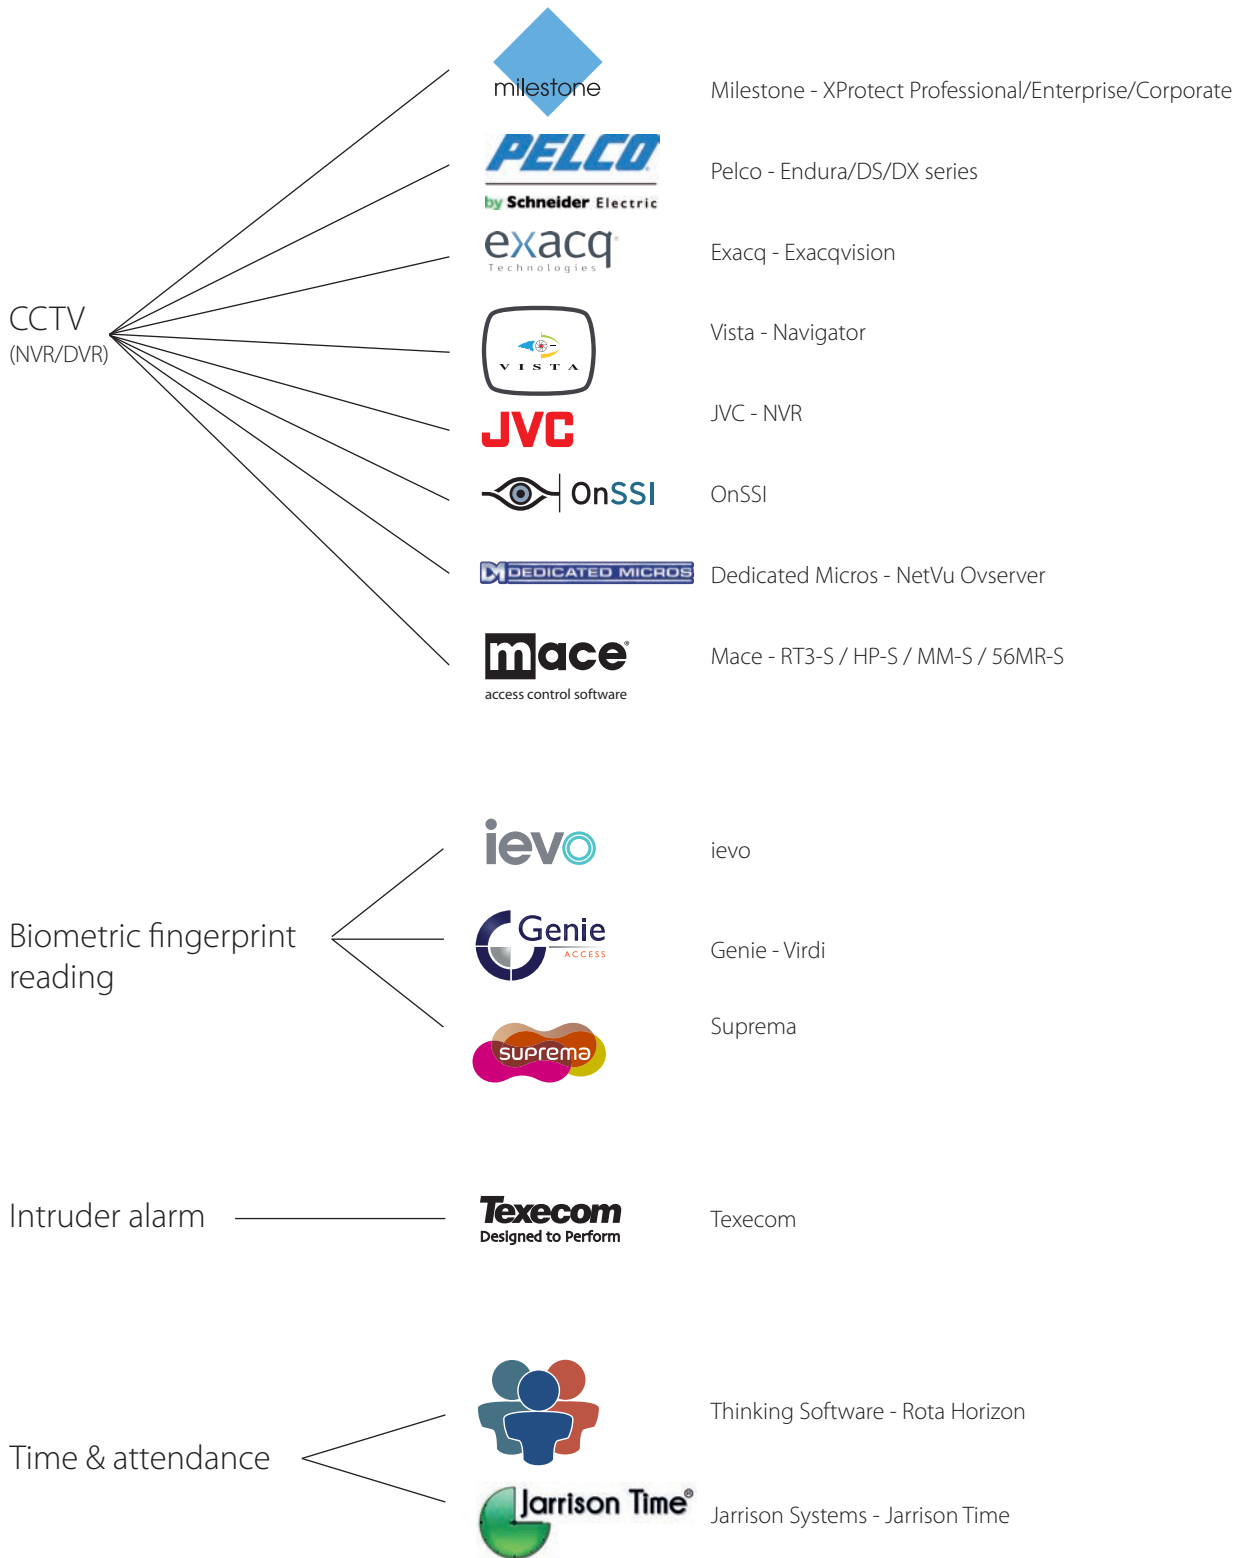 milestone
Milestone - XProtect Professional/Enterprise/Corporate
PELCO
by Schneider Electric
Pelco - Endura/DS/DX series
exacq
Technologies
Exacq - Exacqvision
CCTV
(NVR/DVR)
VISTA
Vista - Navigator
JVC
JVC - NVR
OnSSI
OnSSI
DM DEDICATED MICROS
Dedicated Micros - NetVu Ovserver
mace®
access control software
Mace - RT3-S / HP-S / MM-S / 56MR-S
ievo
ievo
Biometric fingerprint
reading
Genie
ACCESS
Genie - Virdi
suprema
Suprema
Intruder alarm
Texecom
Designed to Perform
Texecom
Time & attendance
Thinking Software - Rota Horizon
Jarrison Time®
Jarrison Systems - Jarrison Time